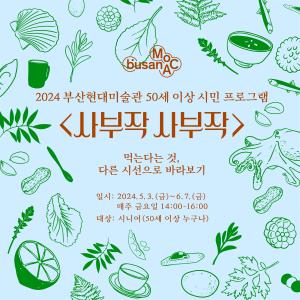 MoAC
busan
2024 부산현대미술관 50세 이상 시민 프로그램
<사부작 사부작>
먹는다는 것,
다른 시선으로 바라보기
일시: 2024.5.3.(금)~6.7.(금)
매주 금요일 14:00-16:00
대상: 시니어(50세 이상 누구나)